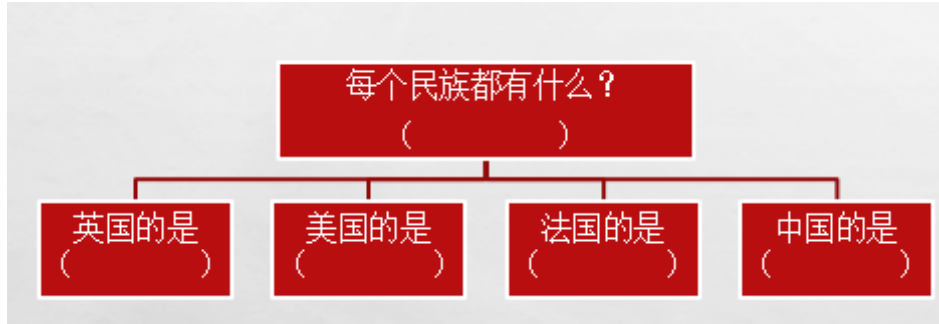 每个民族都有什么？
（　　　　　　）
英国的是
（　　　　　）
美国的是
（　　　　　）
法国的是
（　　　　　）
中国的是
（　　　　　）